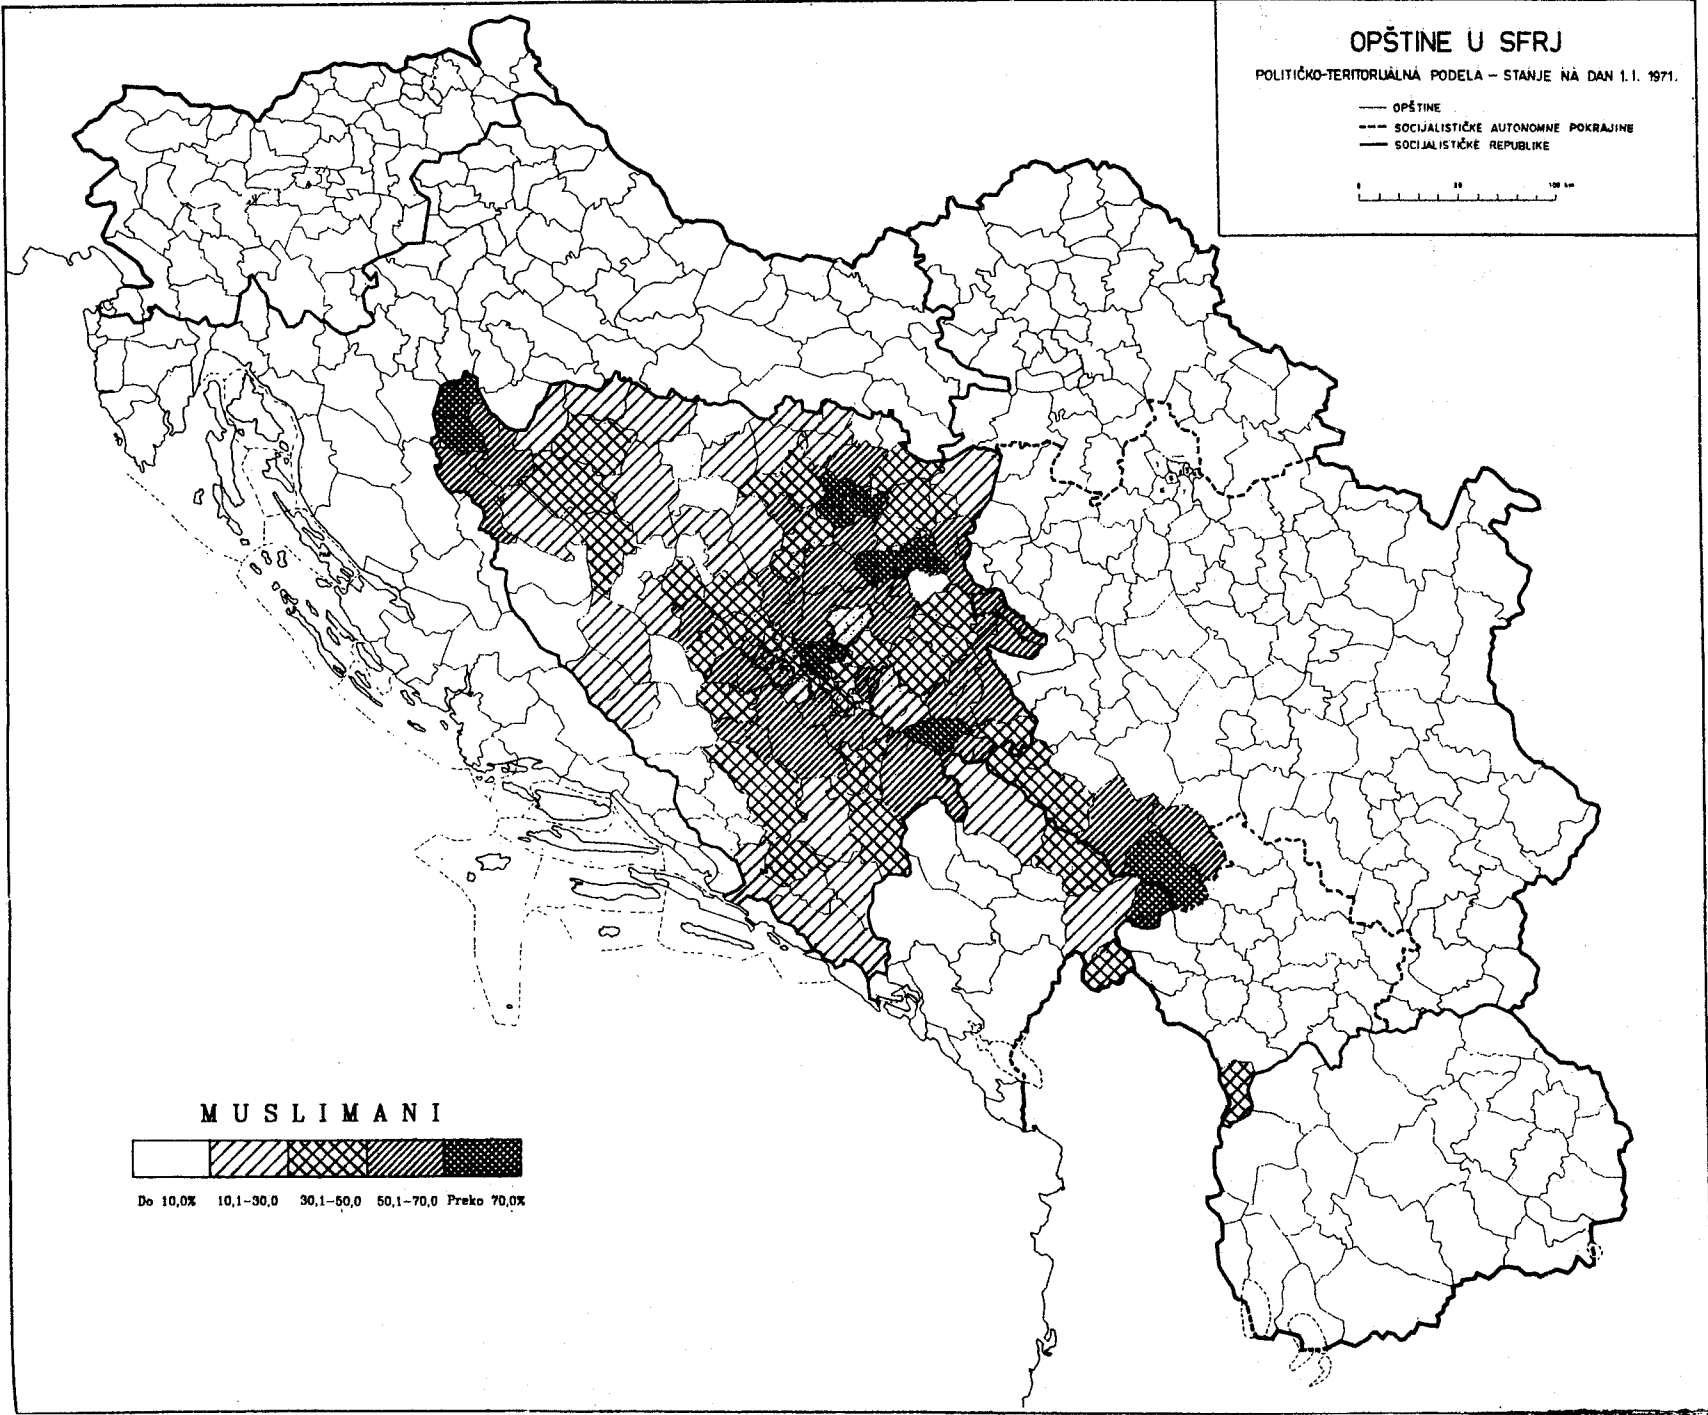 OPŠTINE U SFRJ
POLITIČKO-TERITORIJALNA PODELA – STANJE NA DAN 1.1. 1971.
OPŠTINE
SOCIJALISTIČKE AUTONOMNE POKRAJINE
SOCIJALISTIČKE REPUBLIKE
MUSLIMANI
Do 10,0% 10,1-30,0 30,1-50,0 50,1-70,0 Preko 70,0%